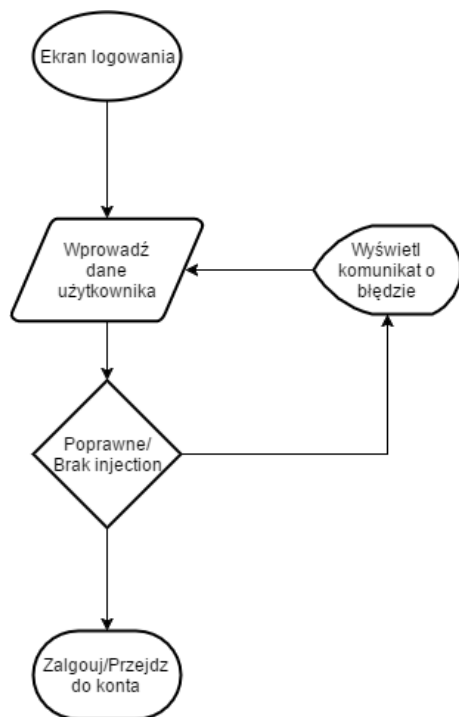 Ekran logowania
Wprowadź
dane
użytkownika
Wyświetl
komunikat o
błędzie
Poprawne/
Brak injection
Zalgouj/Przejdz
do konta